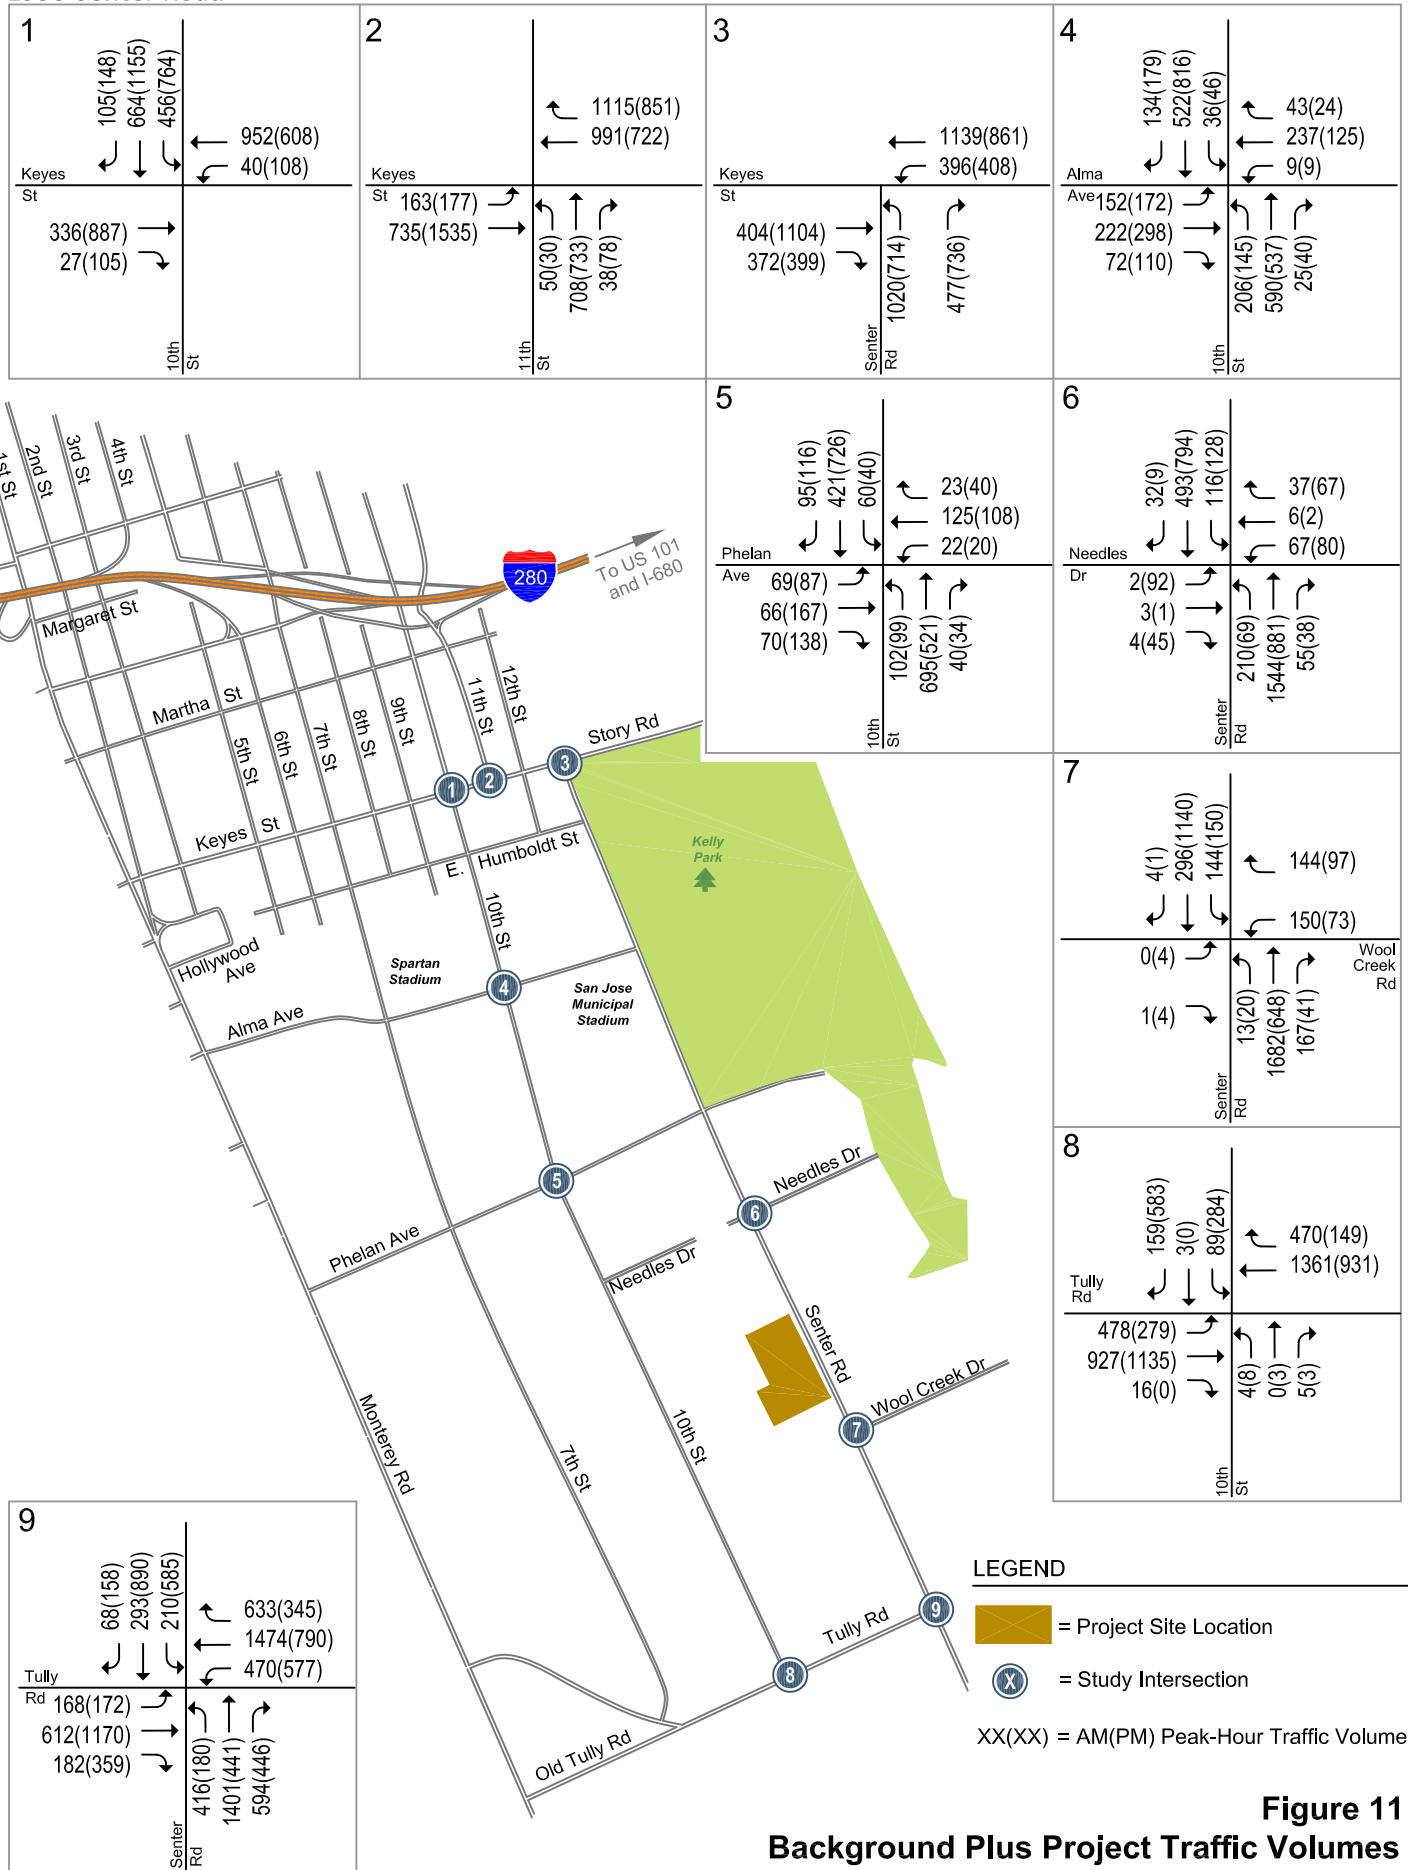 1
105(148)
664(1155)
456(764)
952(608)
40(108)
Keyes
St
336(887)
27(105)
10th
St
2
1115(851)
991(722)
Keyes
St
163(177)
735(1535)
50(30)
708(733)
38(78)
11th
St
3
1139(861)
396(408)
Keyes
St
404(1104)
372(399)
1020(714)
477(736)
Senter
Rd
4
134(179)
522(816)
36(46)
43(24)
237(125)
9(9)
Alma
Ave
152(172)
222(298)
72(110)
206(145)
590(537)
25(40)
10th
St
5
95(116)
421(726)
60(40)
23(40)
125(108)
22(20)
Phelan
Ave
69(87)
66(167)
70(138)
102(99)
695(521)
40(34)
10th
St
6
32(9)
493(794)
116(128)
37(67)
6(2)
67(80)
Needles
Dr
2(92)
3(1)
4(45)
210(69)
1544(881)
55(38)
Senter
Rd
7
4(1)
296(1140)
144(150)
144(97)
150(73)
Wool
Creek
Rd
0(4)
1(4)
13(20)
1682(648)
167(41)
Senter
Rd
8
159(583)
3(0)
89(284)
470(149)
1361(931)
Tully
Rd
478(279)
927(1135)
16(0)
4(8)
0(3)
5(3)
10th
St
9
68(158)
293(890)
210(585)
633(345)
1474(790)
470(577)
Tully
Rd
168(172)
612(1170)
182(359)
416(180)
1401(441)
594(446)
Senter
Rd
1st St
2nd St
3rd St
4th St
280
To US 101
and I-680
Margaret St
Martha St
5th St
6th St
7th St
8th St
9th St
11th St
12th St
Story Rd
1
2
3
Keyes St
E. Humboldt St
Kelly
Park
10th St
Hollywood
Ave
Spartan
Stadium
4
San Jose
Municipal
Stadium
Alma Ave
5
Needles Dr
6
Phelan Ave
Needles Dr
Senter Rd
Wool Creek Dr
7
Monterey Rd
7th St
10th St
9
Tully Rd
8
Old Tully Rd
LEGEND
= Project Site Location
X = Study Intersection
XX(XX) = AM(PM) Peak-Hour Traffic Volume
Figure 11
Background Plus Project Traffic Volumes